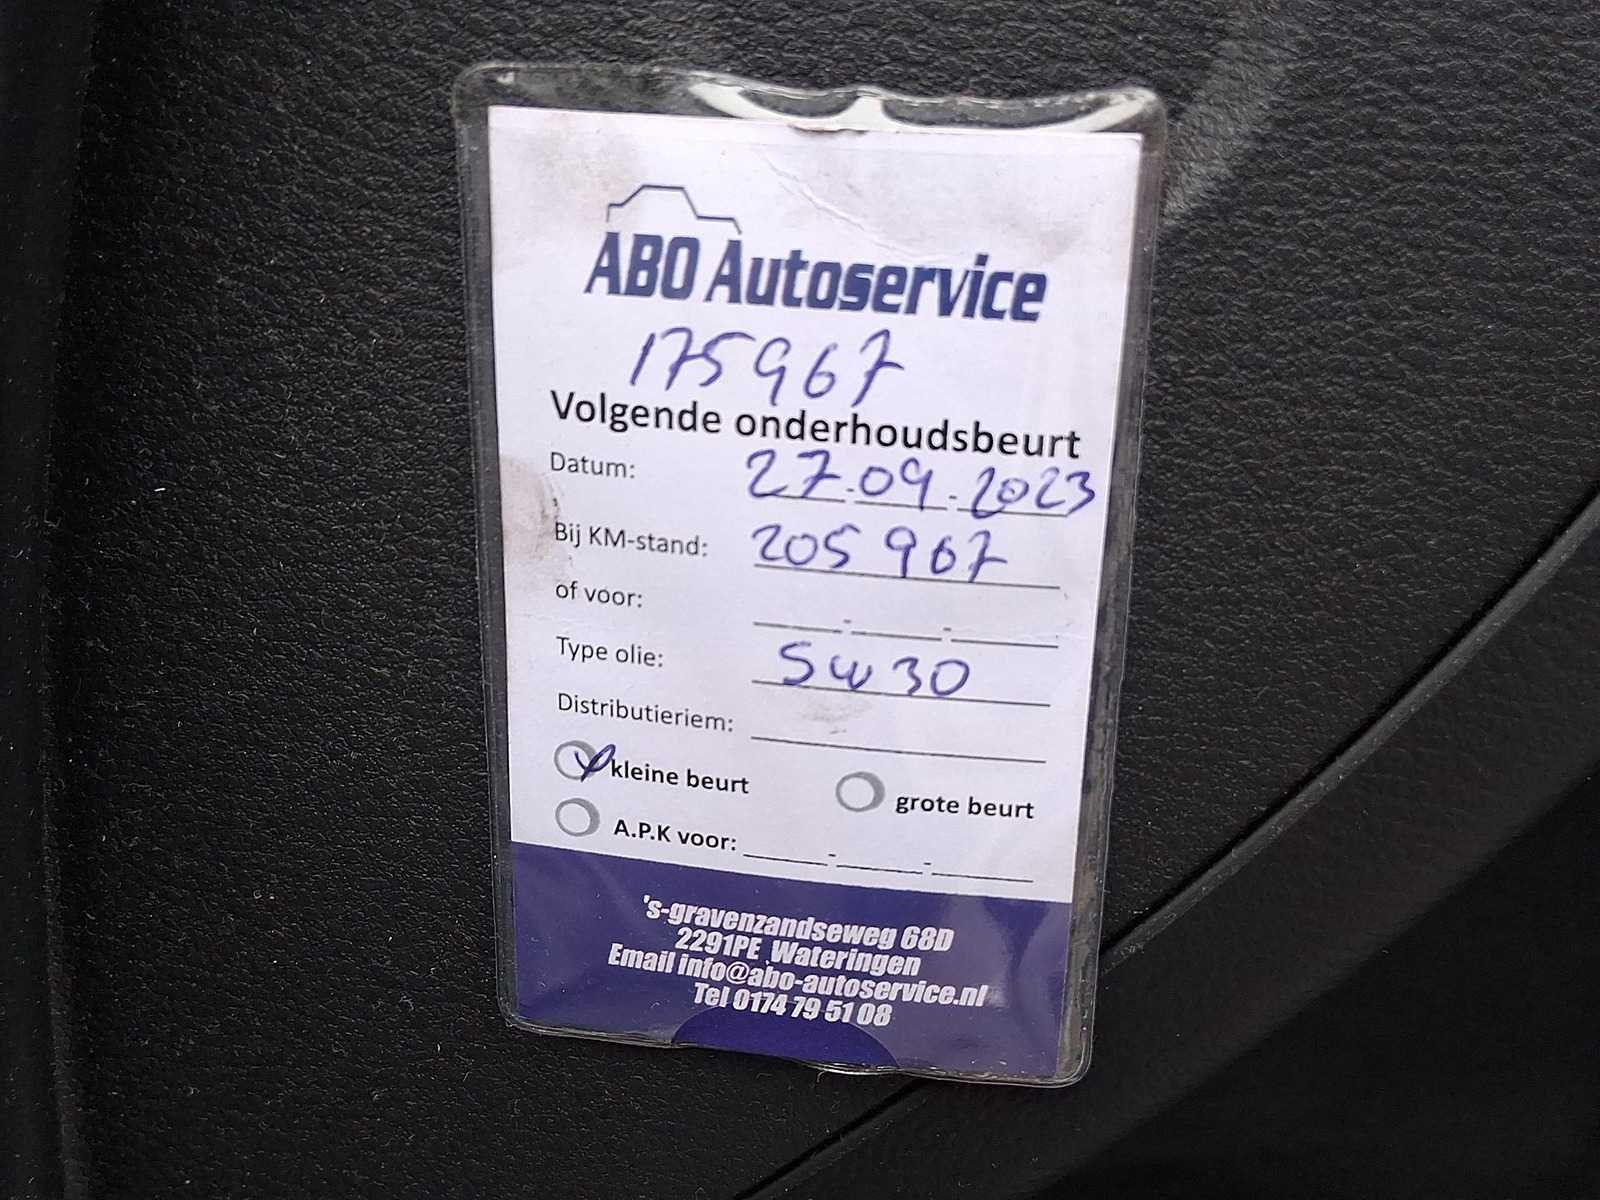 ABO Autoservice
175967
Volgende onderhoudsbeurt
Datum: 27-09-2023
Bij KM-stand: 205967
of voor: - -
Type olie: 5w30
Distributieriem:
kleine beurt grote beurt
A.P.K voor: - -
's-gravenzandseweg 68D
2291PE Wateringen
Email info@abo-autoservice.nl
Tel 0174 79 51 08